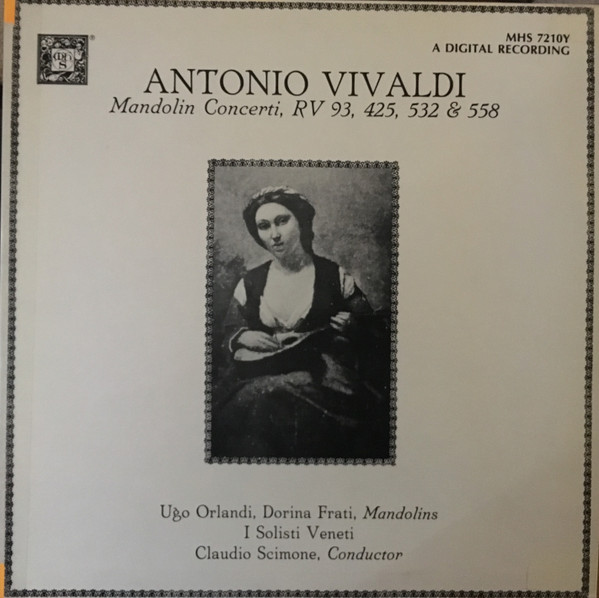 MHS 7210Y
A DIGITAL RECORDING
ANTONIO VIVALDI
Mandolin Concerti, RV 93, 425, 532 & 558
Ugo Orlandi, Dorina Frati, Mandolins
I Solisti Veneti
Claudio Scimone, Conductor